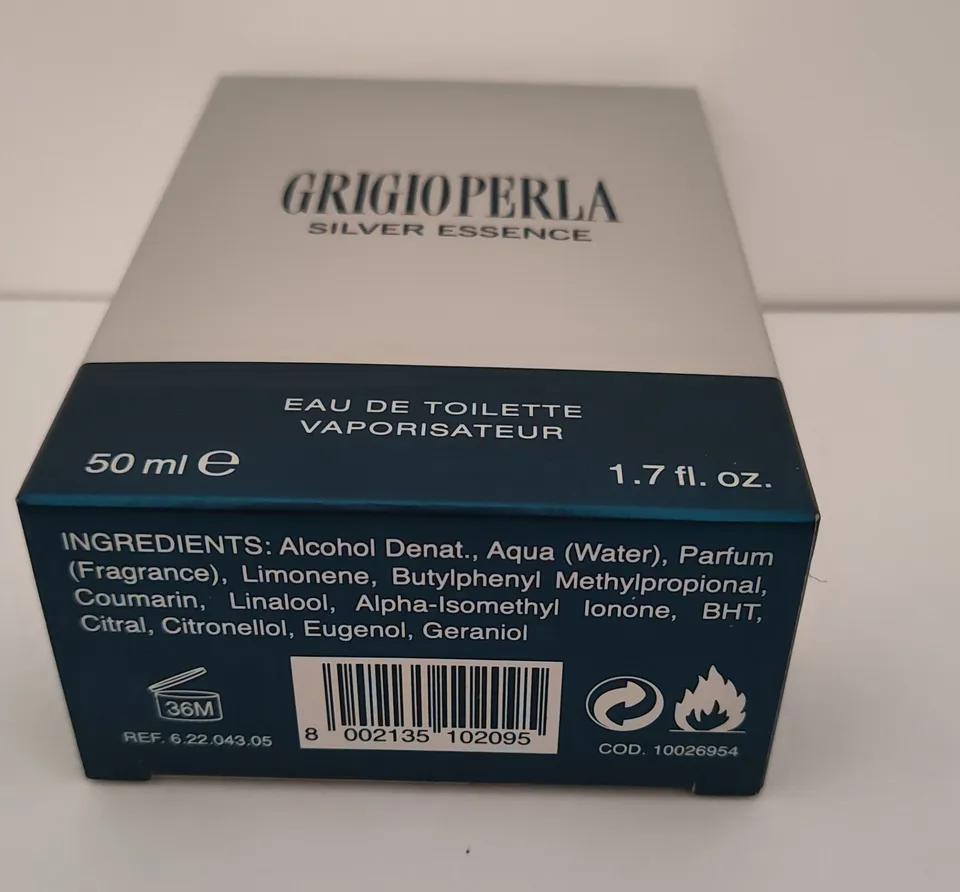 GRIGIOPERLA
SILVER ESSENCE
EAU DE TOILETTE
VAPORISATEUR
50 ml ℮
1.7 fl. oz.
INGREDIENTS: Alcohol Denat., Aqua (Water), Parfum
(Fragrance), Limonene, Butylphenyl Methylpropional,
Coumarin, Linalool, Alpha-Isomethyl Ionone, BHT,
Citral, Citronellol, Eugenol, Geraniol
36M
REF. 6.22.043.05
8 002135 102095
COD. 10026954